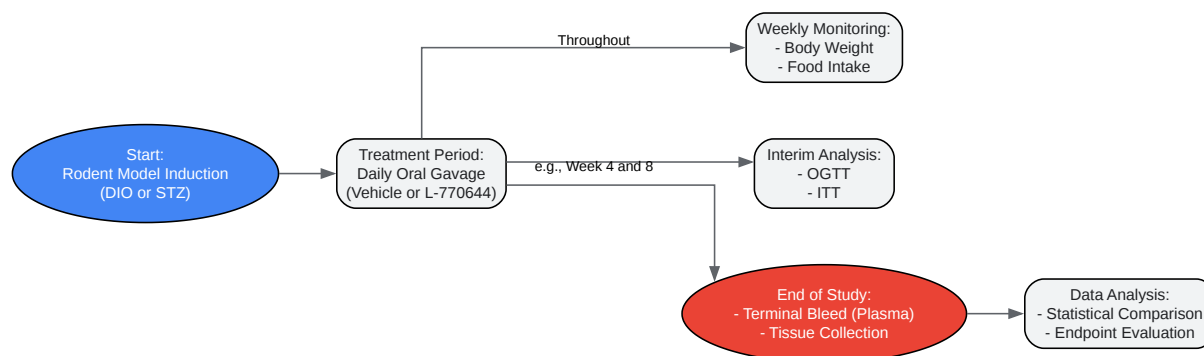 Weekly Monitoring:
- Body Weight
- Food Intake
Throughout
Start:
Rodent Model Induction
(DIO or STZ)
Treatment Period:
Daily Oral Gavage
(Vehicle or L-770644)
e.g., Week 4 and 8
Interim Analysis:
- OGTT
- ITT
End of Study:
- Terminal Bleed (Plasma)
- Tissue Collection
Data Analysis:
- Statistical Comparison
- Endpoint Evaluation